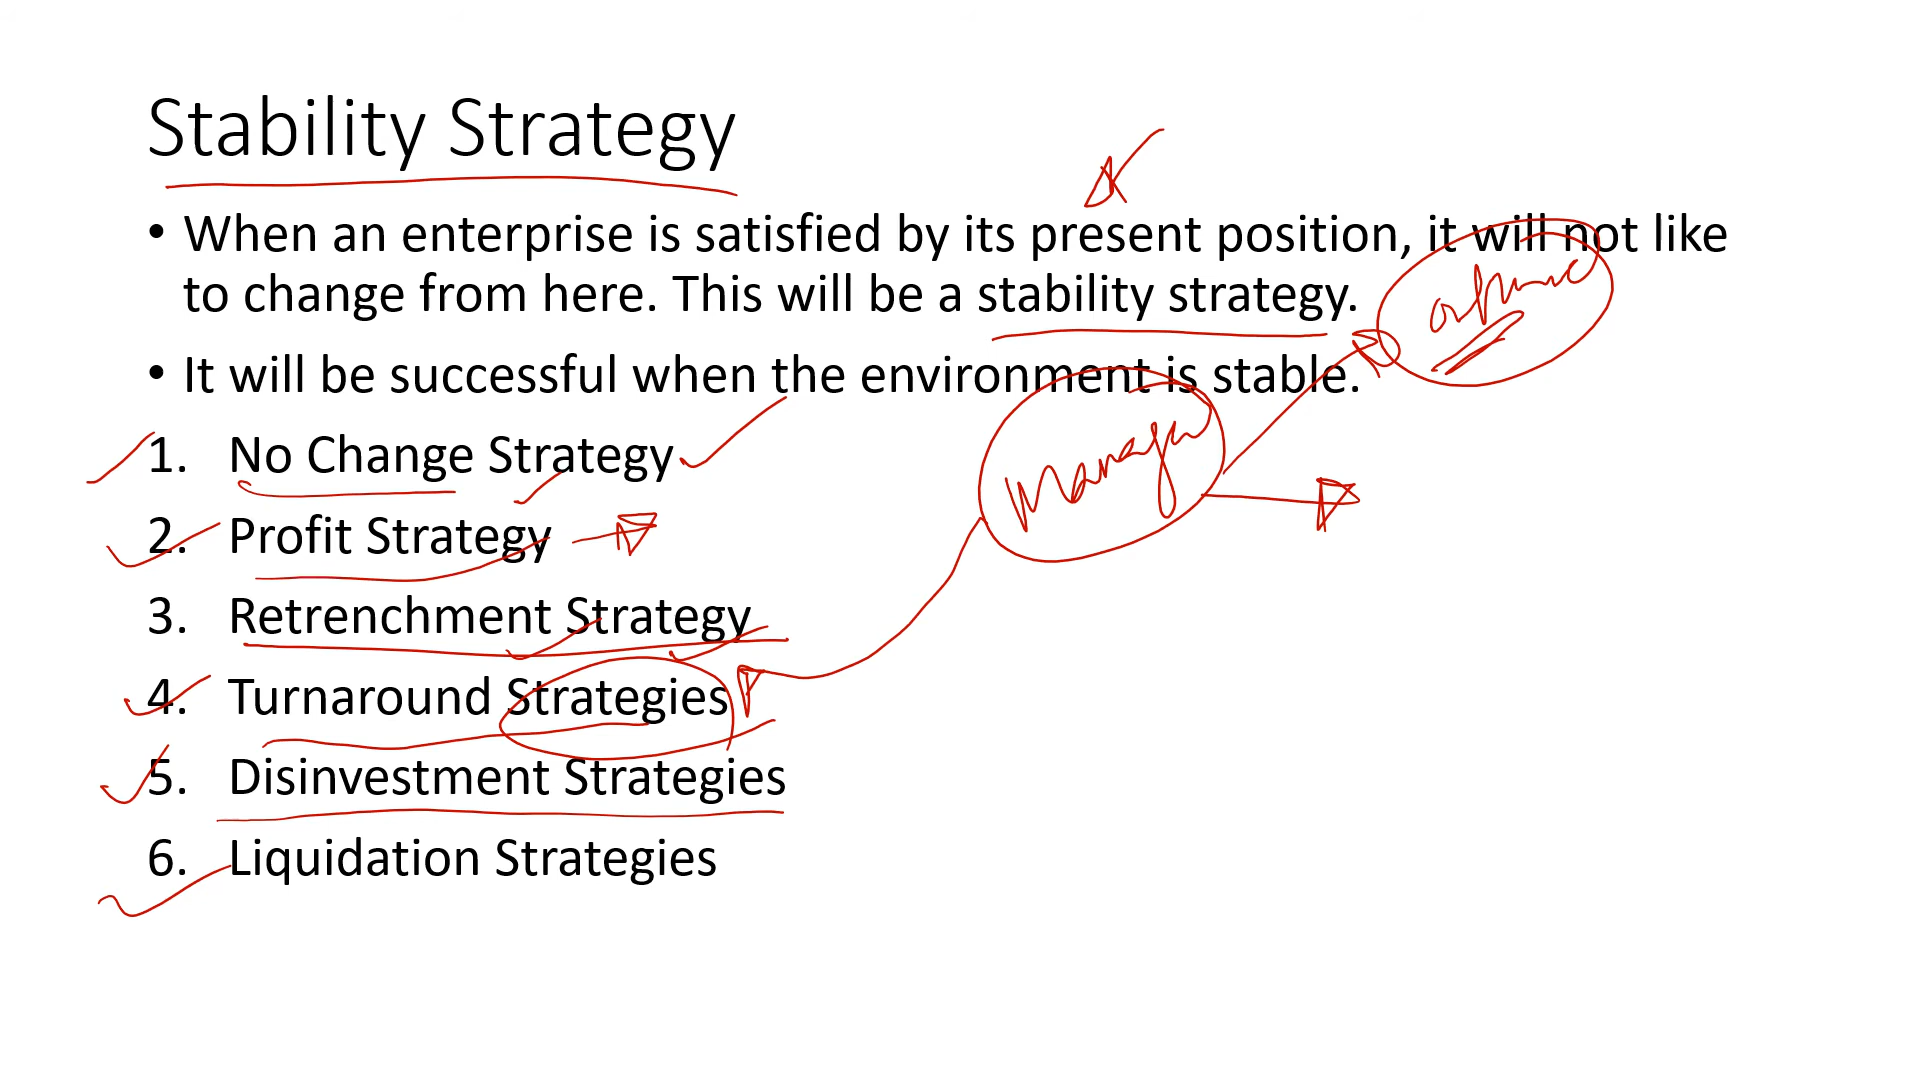 Stability Strategy
• When an enterprise is satisfied by its present position, it will not like
to change from here. This will be a stability strategy.
• It will be successful when the environment is stable.
1. No Change Strategy
2. Profit Strategy
3. Retrenchment Strategy
4. Turnaround Strategies
5. Disinvestment Strategies
6. Liquidation Strategies